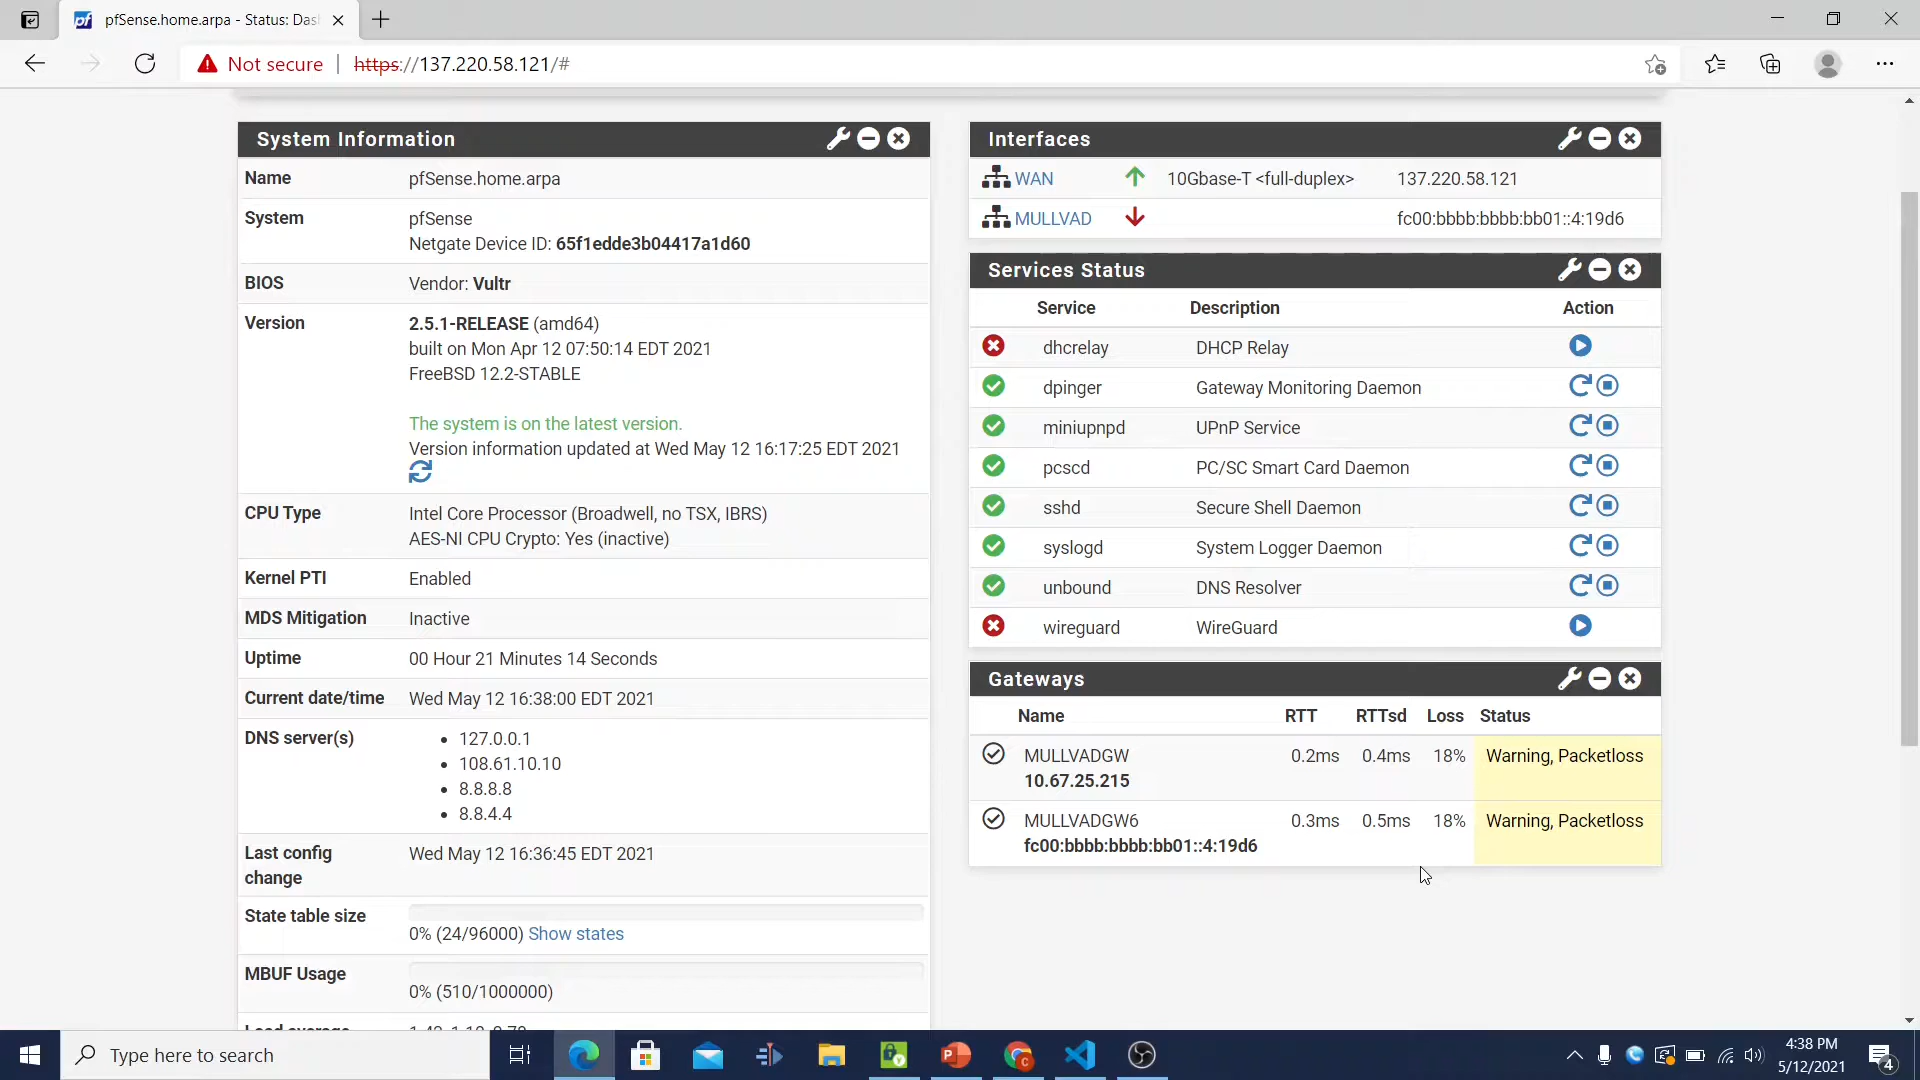 pfSense.home.arpa - Status: Das
Not secure | https://137.220.58.121/#
System Information
Name pfSense.home.arpa
System pfSense
Netgate Device ID: 65f1edde3b04417a1d60
BIOS Vendor: Vultr
Version 2.5.1-RELEASE (amd64)
built on Mon Apr 12 07:50:14 EDT 2021
FreeBSD 12.2-STABLE
The system is on the latest version.
Version information updated at Wed May 12 16:17:25 EDT 2021
CPU Type Intel Core Processor (Broadwell, no TSX, IBRS)
AES-NI CPU Crypto: Yes (inactive)
Kernel PTI Enabled
MDS Mitigation Inactive
Uptime 00 Hour 21 Minutes 14 Seconds
Current date/time Wed May 12 16:38:00 EDT 2021
DNS server(s)
127.0.0.1
108.61.10.10
8.8.8.8
8.8.4.4
Last config change Wed May 12 16:36:45 EDT 2021
State table size
0% (24/96000) Show states
MBUF Usage
0% (510/1000000)
Interfaces
WAN 10Gbase-T <full-duplex> 137.220.58.121
MULLVAD fc00:bbbb:bbbb:bb01::4:19d6
Services Status
Service Description Action
dhcrelay DHCP Relay
dpinger Gateway Monitoring Daemon
miniupnpd UPnP Service
pcscd PC/SC Smart Card Daemon
sshd Secure Shell Daemon
syslogd System Logger Daemon
unbound DNS Resolver
wireguard WireGuard
Gateways
Name RTT RTTsd Loss Status
MULLVADGW 0.2ms 0.4ms 18% Warning, Packetloss
10.67.25.215
MULLVADGW6 0.3ms 0.5ms 18% Warning, Packetloss
fc00:bbbb:bbbb:bb01::4:19d6
Type here to search
4:38 PM
5/12/2021
4